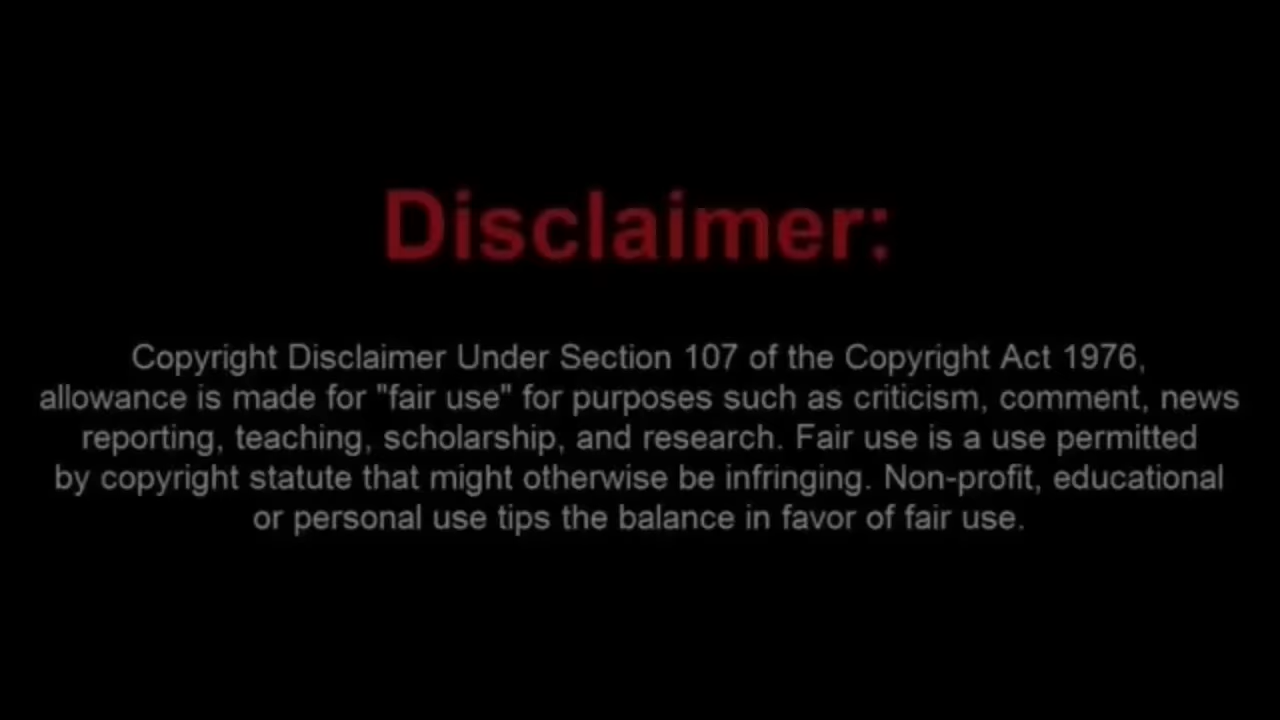 Disclaimer:
Copyright Disclaimer Under Section 107 of the Copyright Act 1976,
allowance is made for "fair use" for purposes such as criticism, comment, news
reporting, teaching, scholarship, and research. Fair use is a use permitted
by copyright statute that might otherwise be infringing. Non-profit, educational
or personal use tips the balance in favor of fair use.